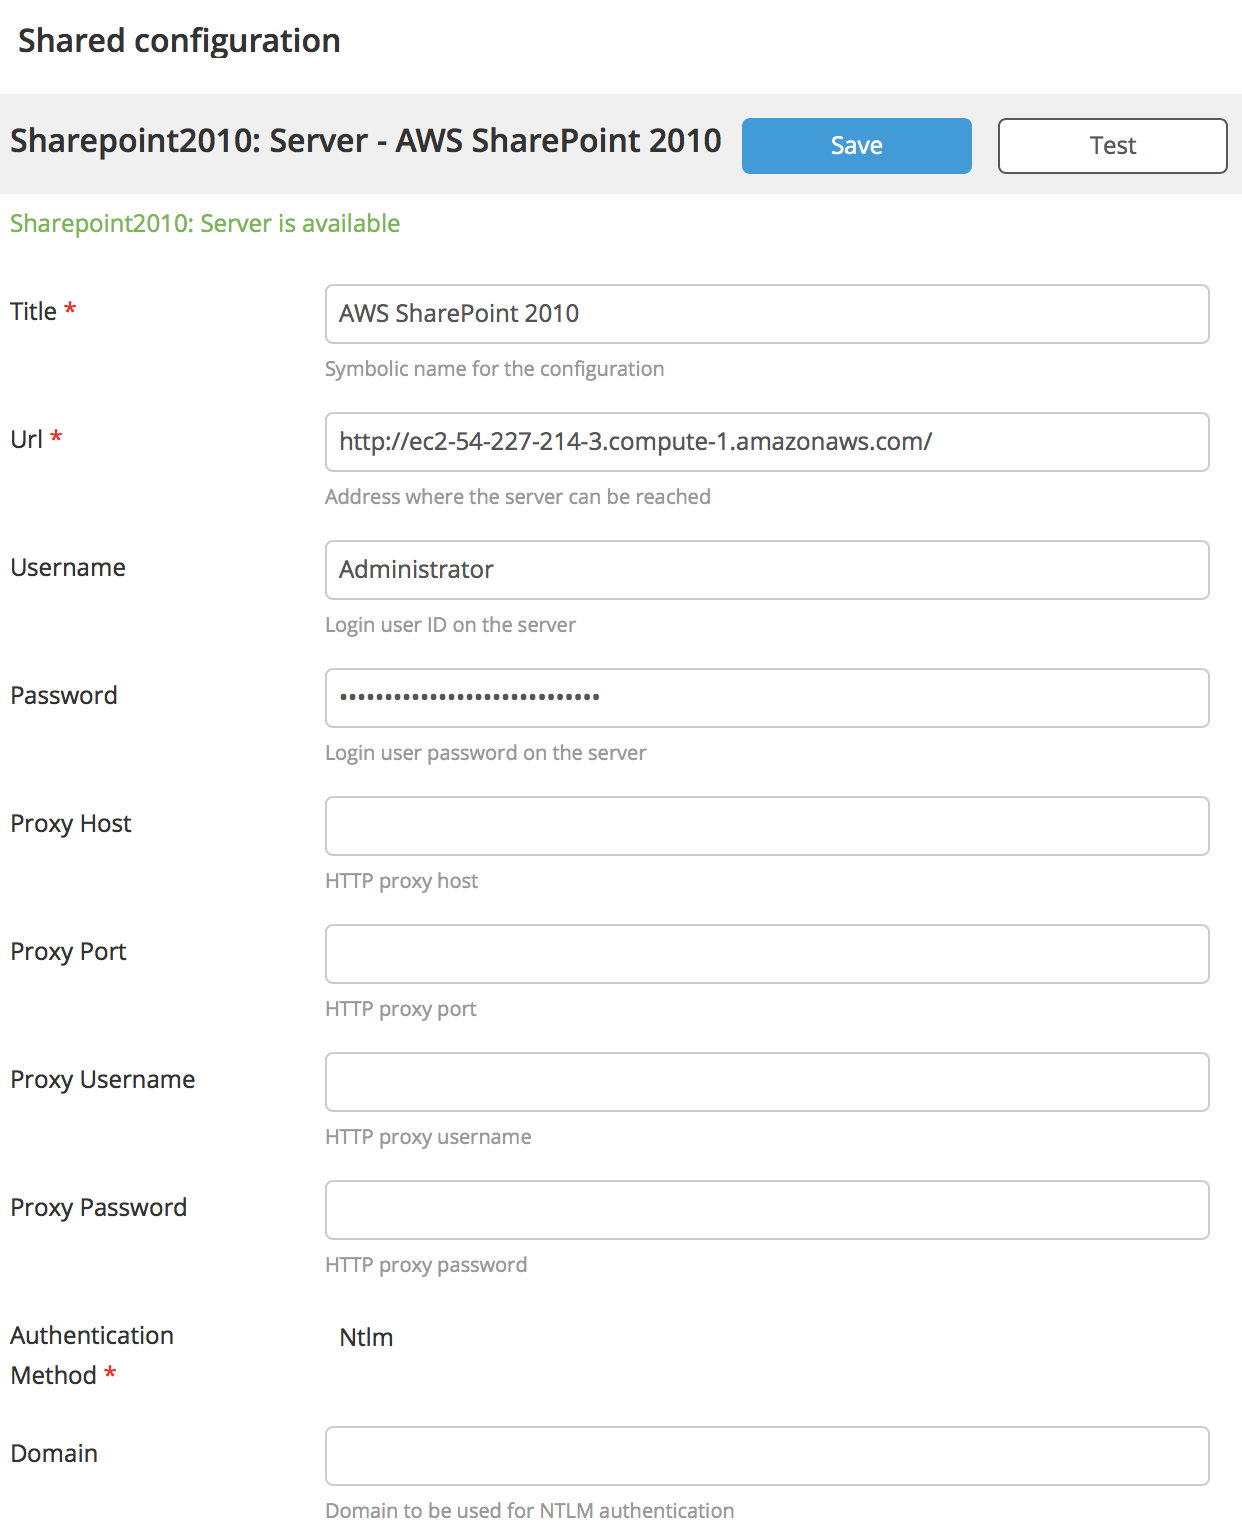 Shared configuration
Sharepoint2010: Server - AWS SharePoint 2010
Save
Test
Sharepoint2010: Server is available
Title *
AWS SharePoint 2010
Symbolic name for the configuration
Url *
http://ec2-54-227-214-3.compute-1.amazonaws.com/
Address where the server can be reached
Username
Administrator
Login user ID on the server
Password
•••••••••••••••••••••••••••••
Login user password on the server
Proxy Host
HTTP proxy host
Proxy Port
HTTP proxy port
Proxy Username
HTTP proxy username
Proxy Password
HTTP proxy password
Authentication
Method *
Ntlm
Domain
Domain to be used for NTLM authentication